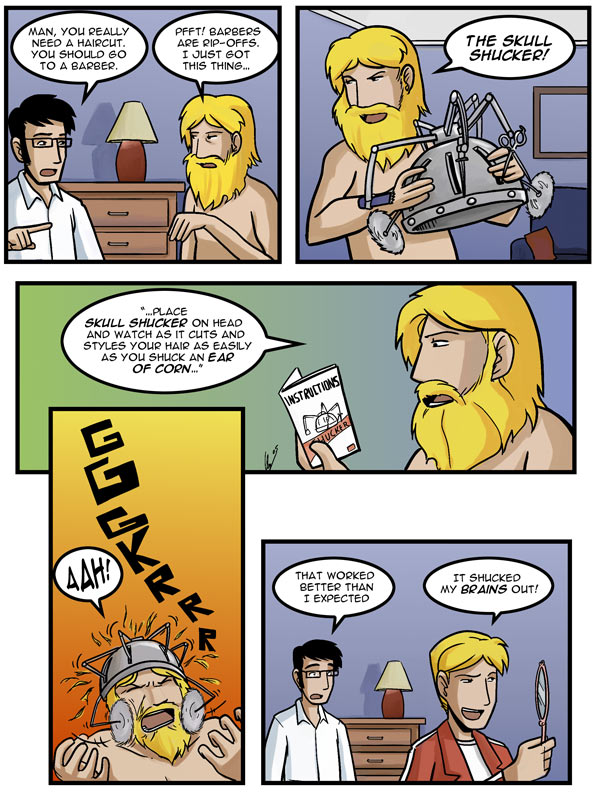 MAN, YOU REALLY
NEED A HAIRCUT.
YOU SHOULD GO
TO A BARBER.
PFFT! BARBERS
ARE RIP-OFFS.
I JUST GOT
THIS THING...
THE SKULL
SHUCKER!
"...PLACE
SKULL SHUCKER ON HEAD
AND WATCH AS IT CUTS AND
STYLES YOUR HAIR AS EASILY
AS YOU SHUCK AN EAR
OF CORN..."
INSTRUCTIONS
HUCKER
GGGKRRRR
AAH!
THAT WORKED
BETTER THAN
I EXPECTED
IT SHUCKED
MY BRAINS OUT!